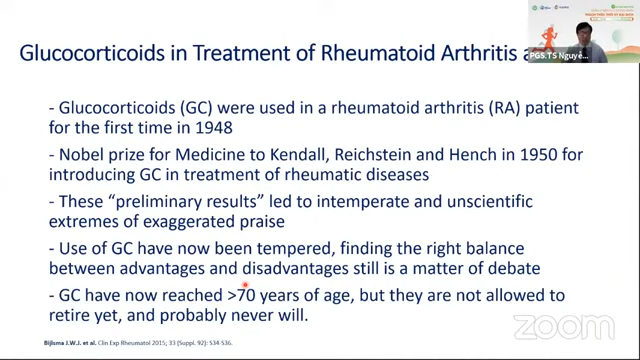 Glucocorticoids in Treatment of Rheumatoid Arthritis a
PGS.TS Nguyễ...
- Glucocorticoids (GC) were used in a rheumatoid arthritis (RA) patient
for the first time in 1948
- Nobel prize for Medicine to Kendall, Reichstein and Hench in 1950 for
introducing GC in treatment of rheumatic diseases
- These “preliminary results” led to intemperate and unscientific
extremes of exaggerated praise
- Use of GC have now been tempered, finding the right balance
between advantages and disadvantages still is a matter of debate
- GC have now reached >70 years of age, but they are not allowed to
retire yet, and probably never will.
zoom
Bijlsma J.W.J. et al. Clin Exp Rheumatol 2015; 33 (Suppl. 92): S34-S36.